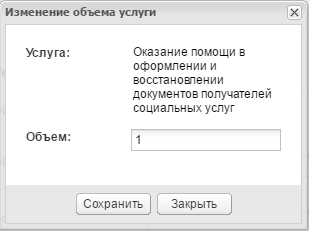 Изменение объема услуги
Услуга:
Оказание помощи в
оформлении и
восстановлении
документов получателей
социальных услуг
Объем:
1
Сохранить
Закрыть